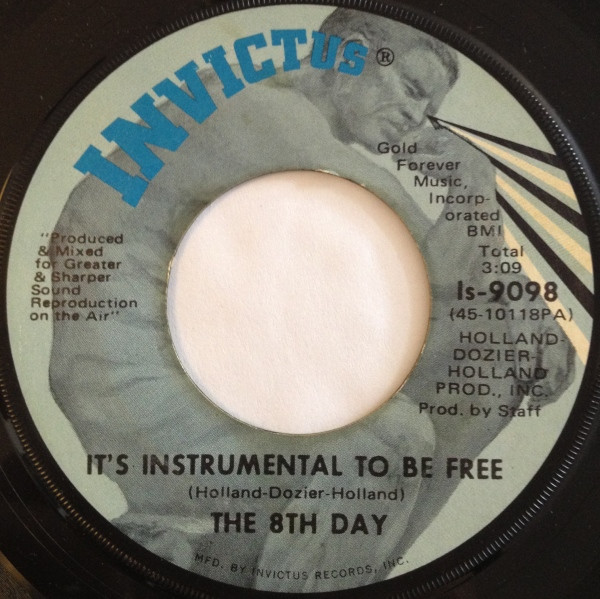 INVICTUS®
Gold
Forever
Music,
Incorp-
orated
BMI
Total
3:09
Is-9098
(45-10118PA)
HOLLAND-
DOZIER-
HOLLAND
PROD., INC.
Prod. by Staff
"Produced
& Mixed
for Greater
& Sharper
Sound
Reproduction
on the Air"
IT'S INSTRUMENTAL TO BE FREE
(Holland-Dozier-Holland)
THE 8TH DAY
MFD. BY INVICTUS RECORDS, INC.